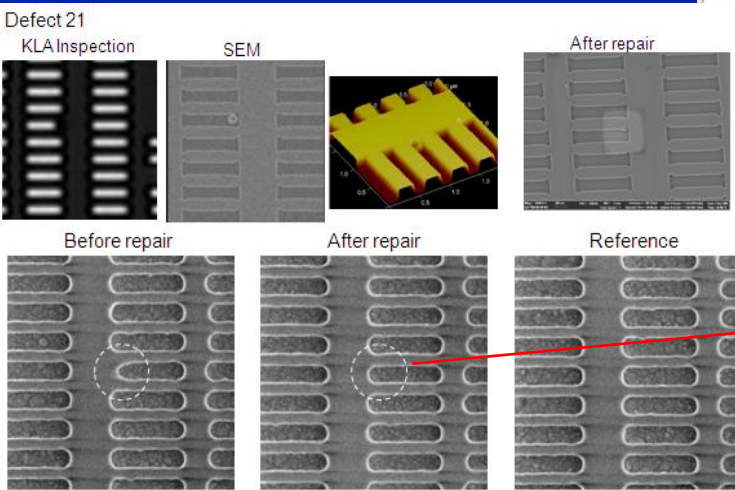 Defect 21
KLA Inspection
SEM
After repair
Before repair
After repair
Reference